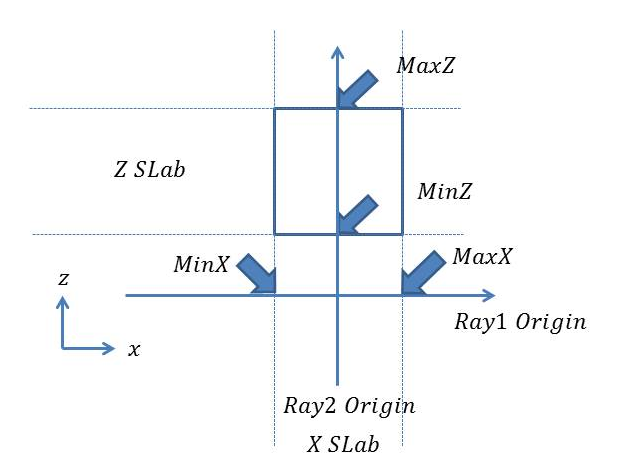 MaxZ
Z SLab
MinZ
MinX
MaxX
z
Ray1 Origin
x
Ray2 Origin
X SLab